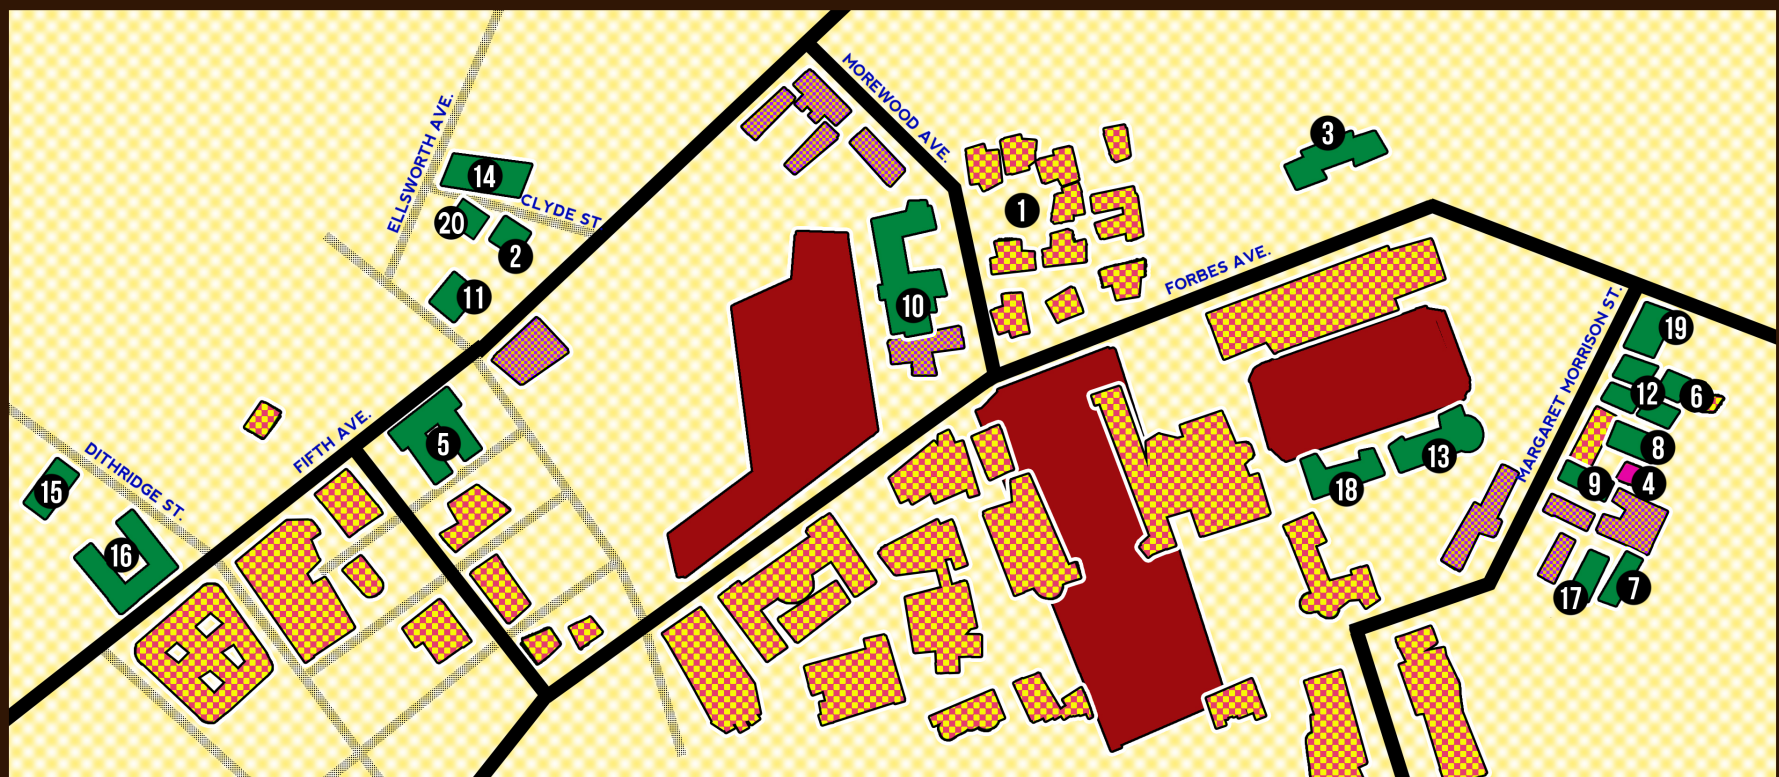 MOREWOOD AVE.
ELLSWORTH AVE.
3
14
CLYDE ST
20
1
2
FORBES AVE.
11
10
MARGARET MORRISON ST.
19
12
6
FIFTH AVE.
5
8
13
DITHRIDGE ST.
15
18
9
4
16
17
7